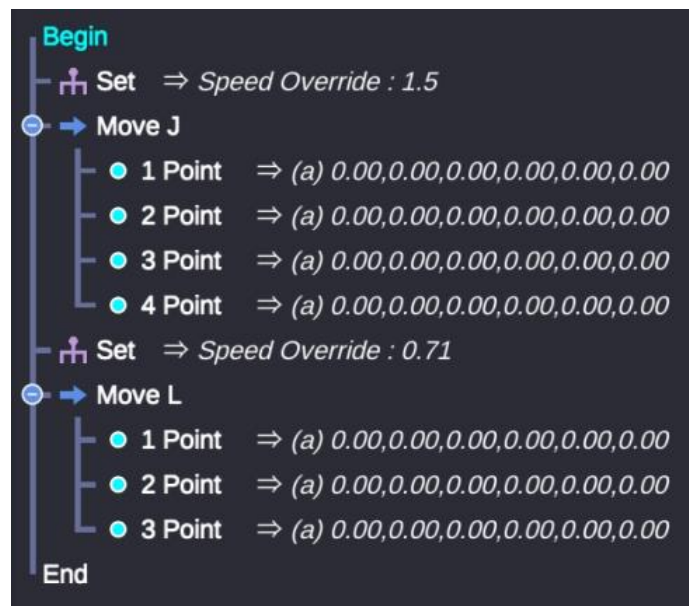 Begin
Set ⇒ Speed Override : 1.5
Move J
1 Point ⇒ (a) 0.00,0.00,0.00,0.00,0.00,0.00
2 Point ⇒ (a) 0.00,0.00,0.00,0.00,0.00,0.00
3 Point ⇒ (a) 0.00,0.00,0.00,0.00,0.00,0.00
4 Point ⇒ (a) 0.00,0.00,0.00,0.00,0.00,0.00
Set ⇒ Speed Override : 0.71
Move L
1 Point ⇒ (a) 0.00,0.00,0.00,0.00,0.00,0.00
2 Point ⇒ (a) 0.00,0.00,0.00,0.00,0.00,0.00
3 Point ⇒ (a) 0.00,0.00,0.00,0.00,0.00,0.00
End